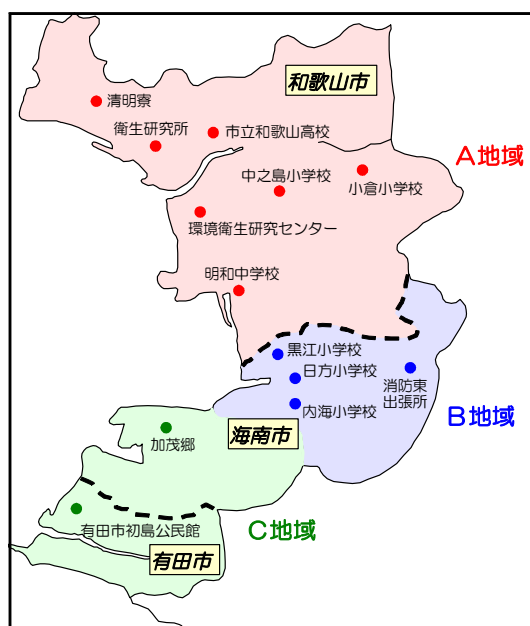 清明寮
和歌山市
衛生研究所
市立和歌山高校
A地域
中之島小学校
小倉小学校
環境衛生研究センター
明和中学校
黒江小学校
日方小学校
消防東
出張所
内海小学校
B地域
海南市
加茂郷
有田市初島公民館
C地域
有田市